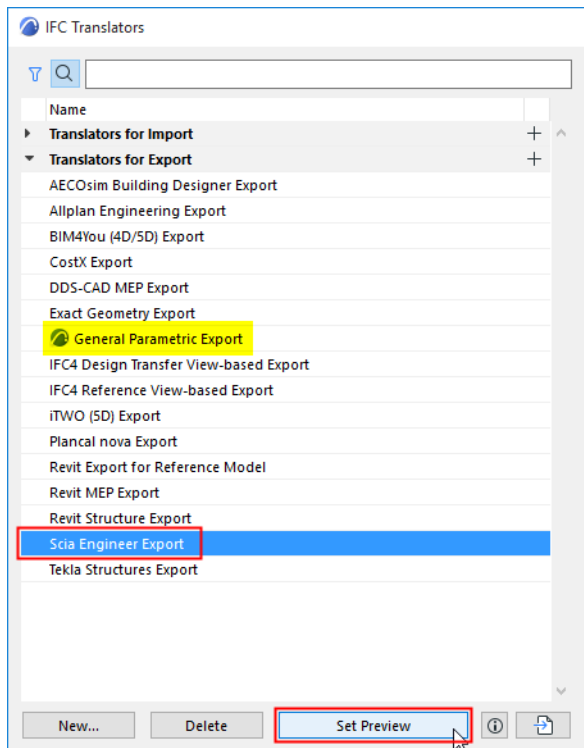 IFC Translators
Name
Translators for Import
Translators for Export
AECOsim Building Designer Export
Allplan Engineering Export
BIM4You (4D/5D) Export
CostX Export
DDS-CAD MEP Export
Exact Geometry Export
General Parametric Export
IFC4 Design Transfer View-based Export
IFC4 Reference View-based Export
iTWO (5D) Export
Plancal nova Export
Revit Export for Reference Model
Revit MEP Export
Revit Structure Export
Scia Engineer Export
Tekla Structures Export
New... Delete Set Preview